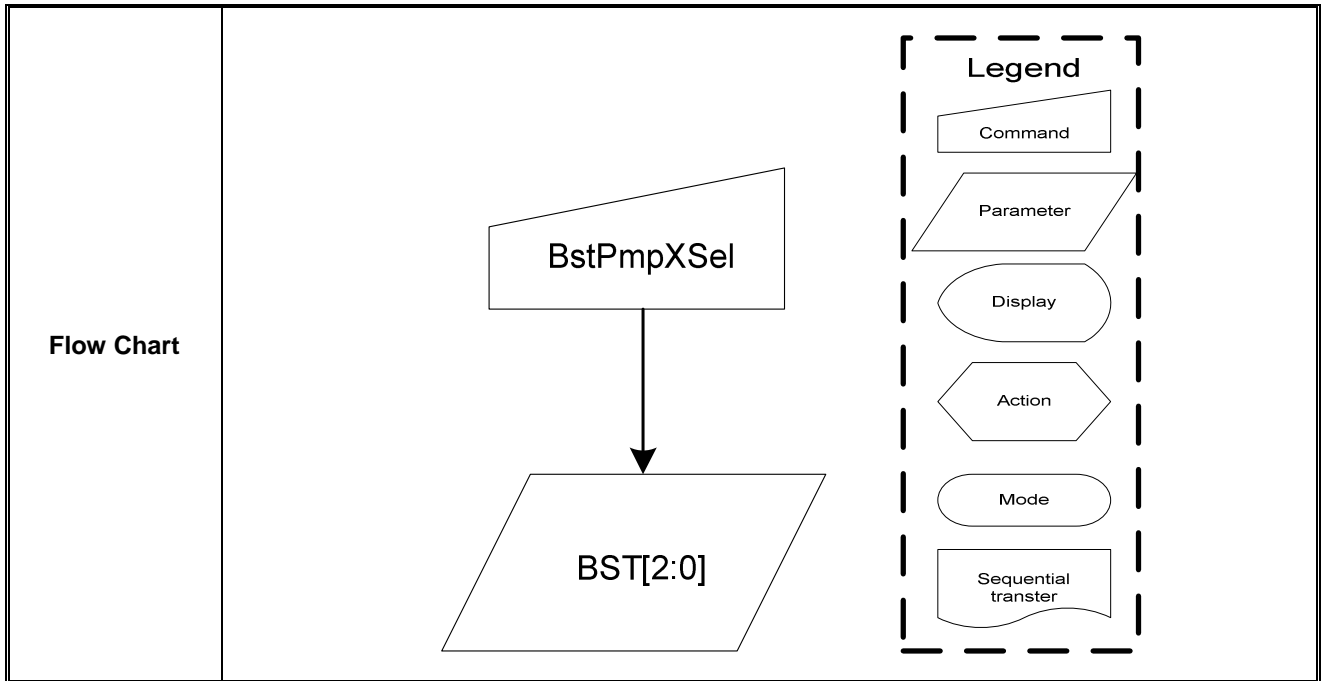 Flow Chart
BstPmpXSel
BST[2:0]
Legend
Command
Parameter
Display
Action
Mode
Sequential
transter